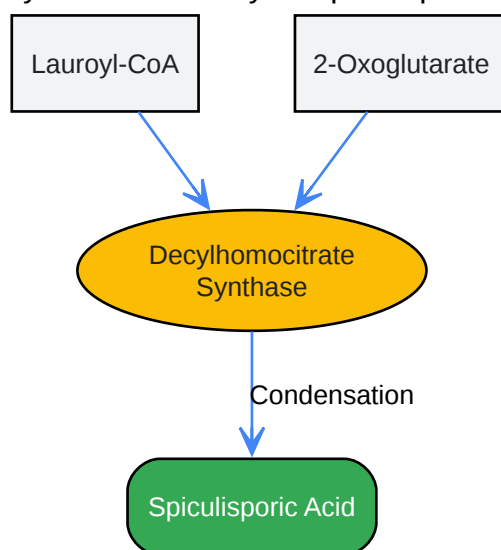 Lauroyl-CoA
2-Oxoglutarate
Decylhomocitrate
Synthase
Condensation
Spiculisporic Acid